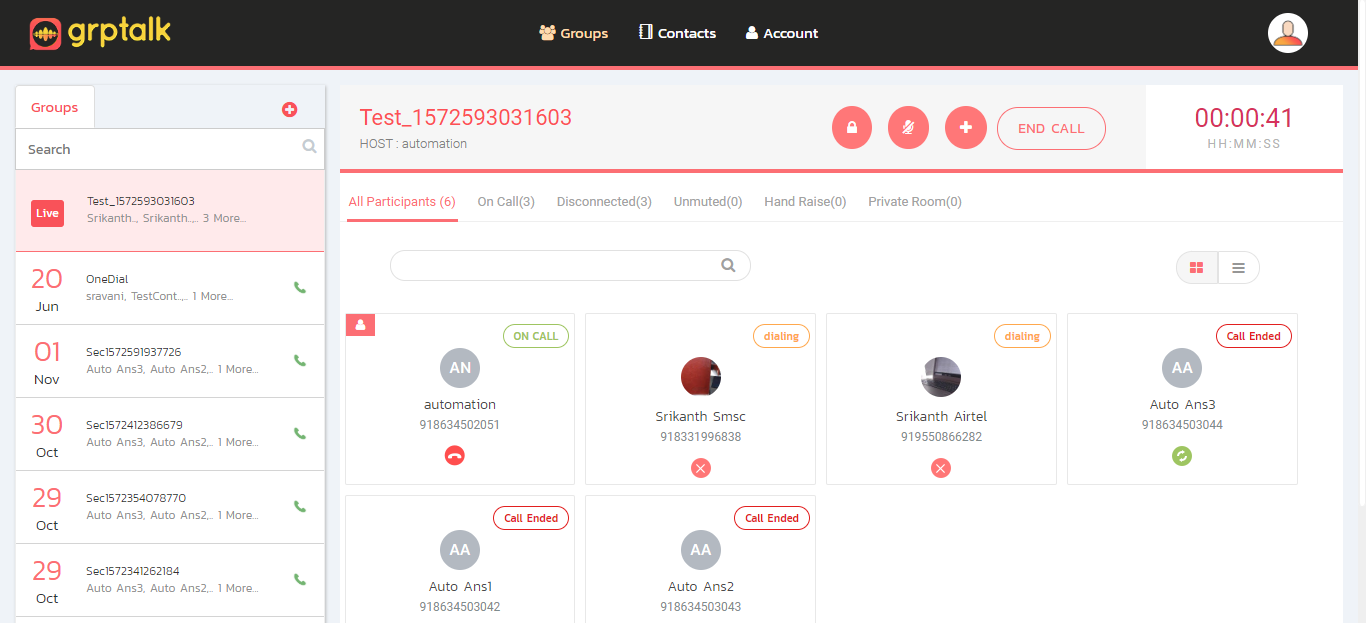 grptalk
Groups
Contacts
Account
Groups
Search
Live
Test_1572593031603
Srikanth.., Srikanth..,.. 3 More...
20
Jun
OneDial
sravani, TestCont..,.. 1 More...
01
Nov
Sec1572591937726
Auto Ans3, Auto Ans2,.. 1 More...
30
Oct
Sec1572412386679
Auto Ans3, Auto Ans2,.. 1 More...
29
Oct
Sec1572354078770
Auto Ans3, Auto Ans2,.. 1 More...
29
Oct
Sec1572341262184
Auto Ans3, Auto Ans2,.. 1 More...
Test_1572593031603
HOST : automation
END CALL
00:00:41
HH:MM:SS
All Participants (6)
On Call(3)
Disconnected(3)
Unmuted(0)
Hand Raise(0)
Private Room(0)
ON CALL
AN
automation
918634502051
dialing
Srikanth Smsc
918331996838
dialing
Srikanth Airtel
919550866282
Call Ended
AA
Auto Ans3
918634503044
Call Ended
AA
Auto Ans1
918634503042
Call Ended
AA
Auto Ans2
918634503043